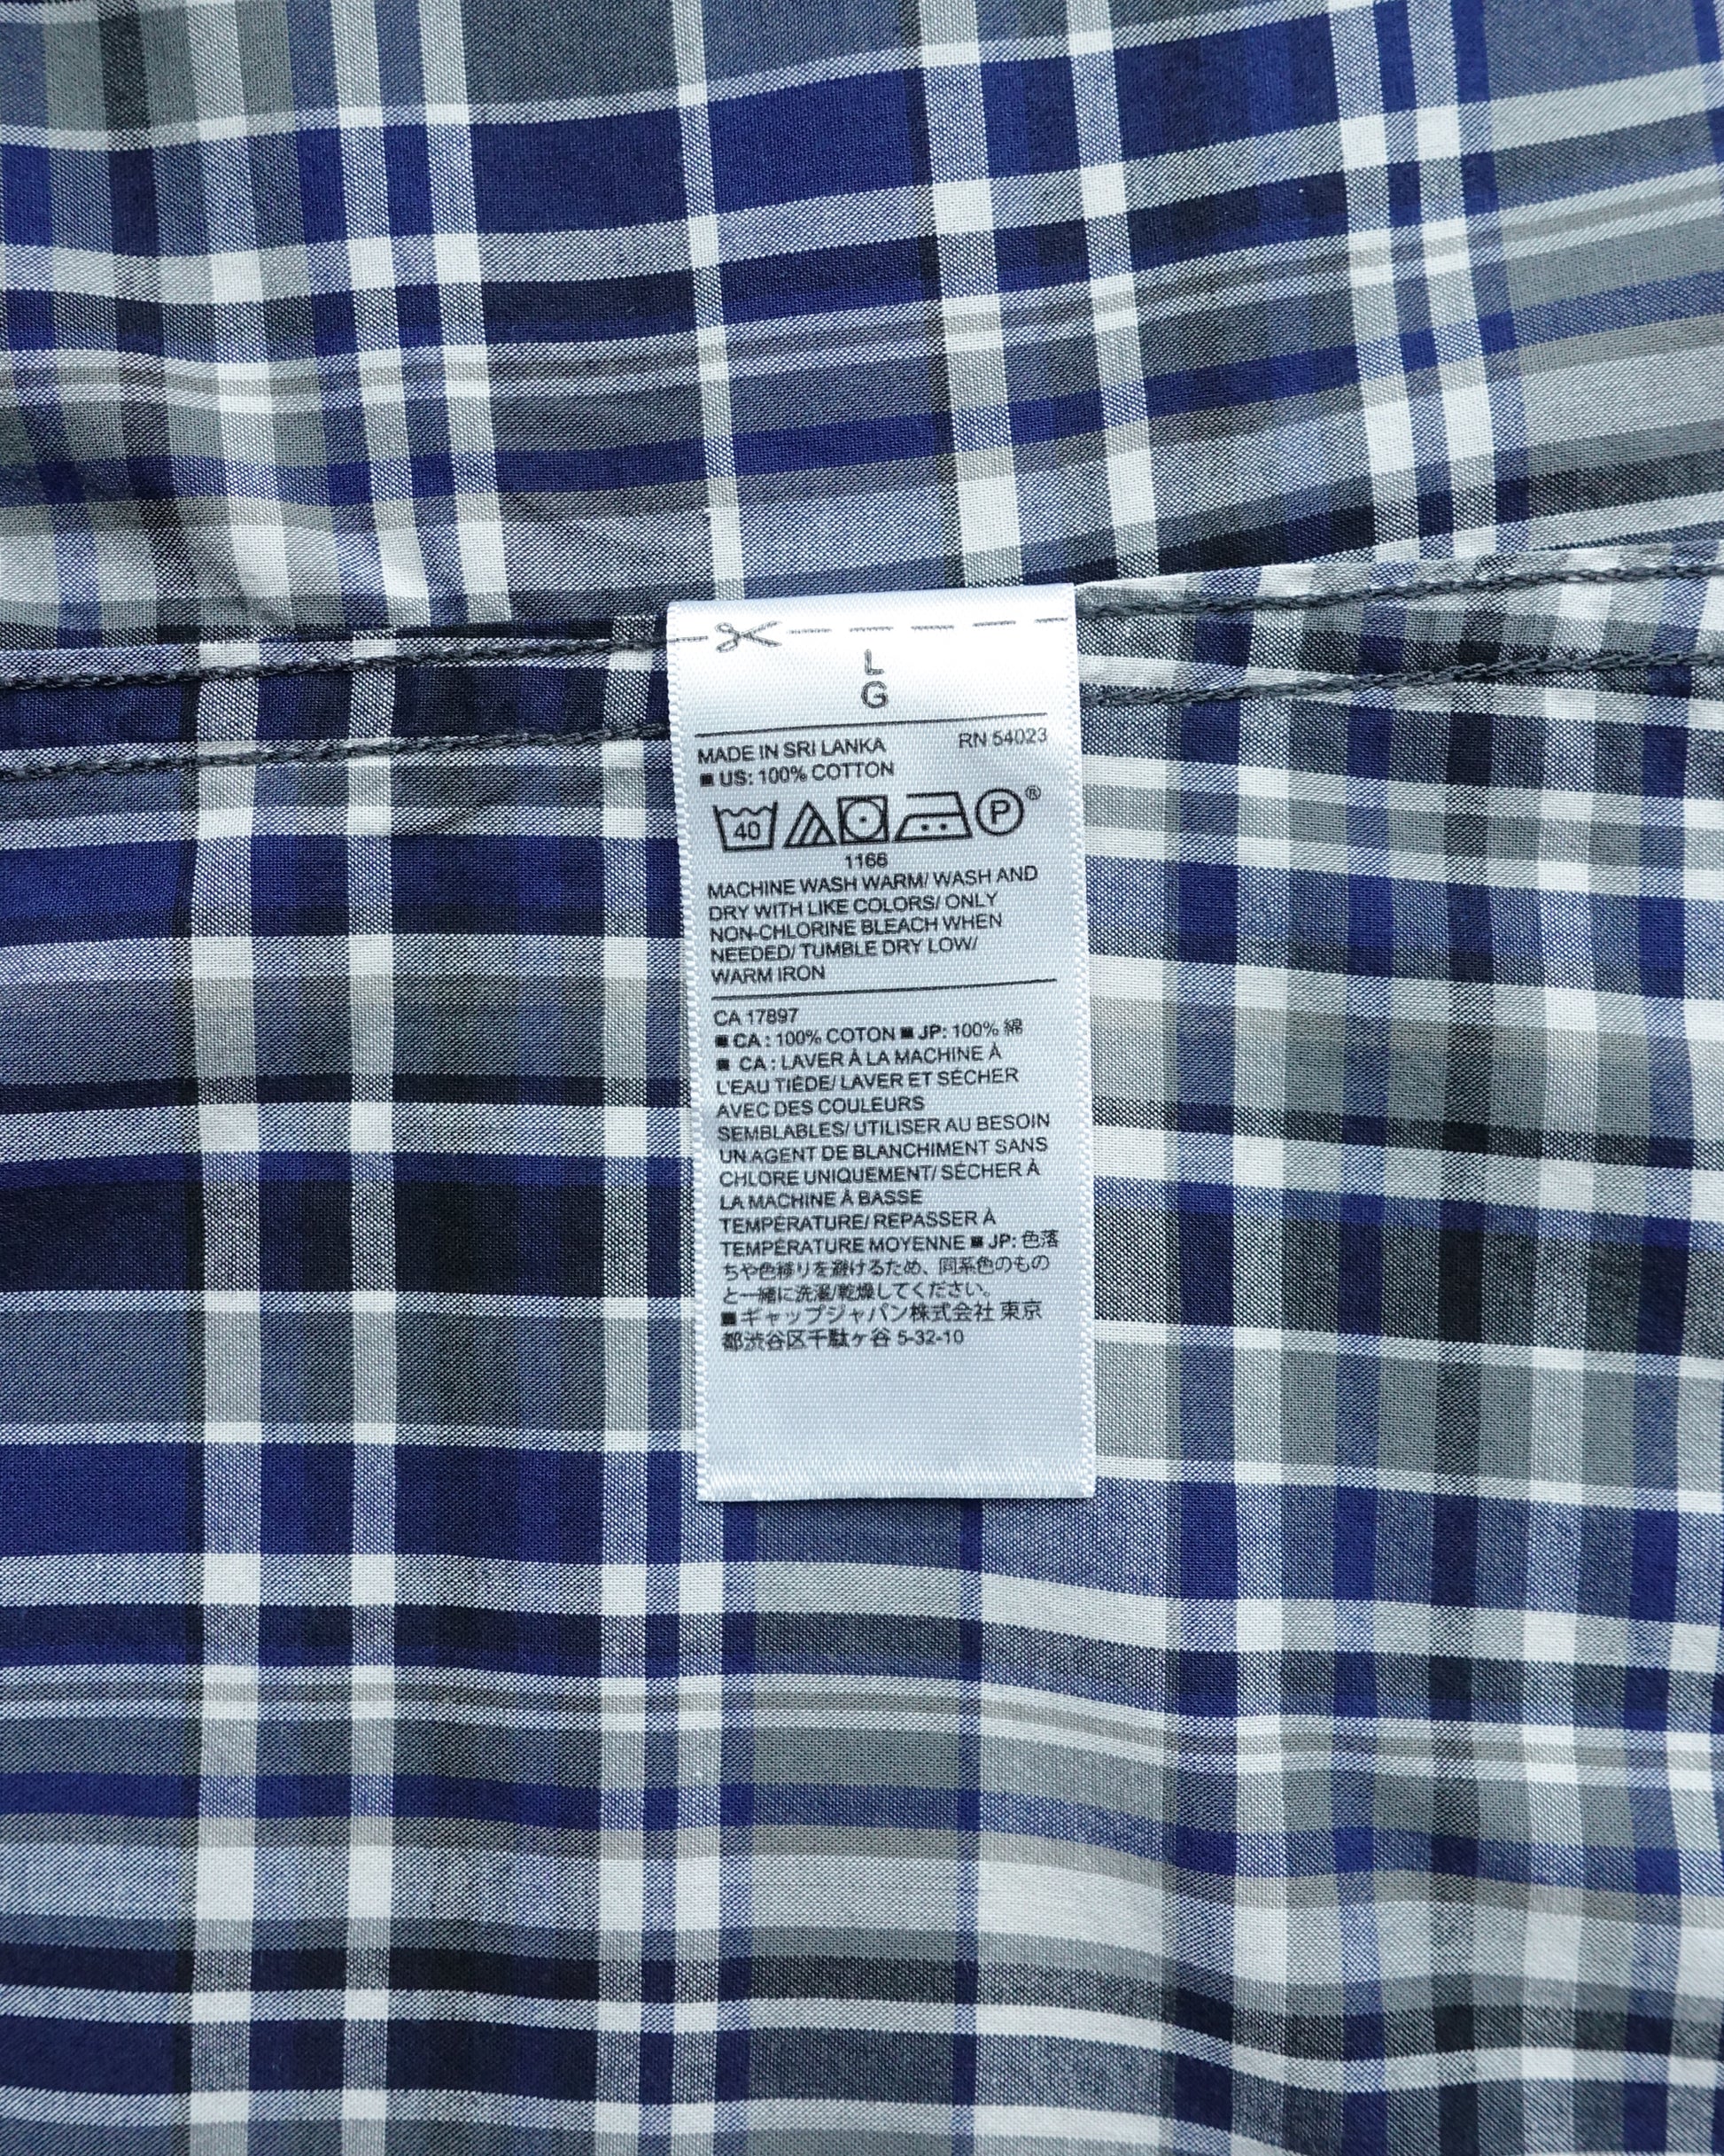 L
G
MADE IN SRI LANKA RN 54023
■ US: 100% COTTON
40 P ®
1166
MACHINE WASH WARM/ WASH AND
DRY WITH LIKE COLORS/ ONLY
NON-CHLORINE BLEACH WHEN
NEEDED/ TUMBLE DRY LOW/
WARM IRON
CA 17897
■ CA : 100% COTON ■ JP: 100% 綿
■ CA : LAVER À LA MACHINE À
L'EAU TIÈDE/ LAVER ET SÉCHER
AVEC DES COULEURS
SEMBLABLES/ UTILISER AU BESOIN
UN AGENT DE BLANCHIMENT SANS
CHLORE UNIQUEMENT/ SÉCHER À
LA MACHINE À BASSE
TEMPÉRATURE/ REPASSER À
TEMPÉRATURE MOYENNE ■ JP: 色落
ちや色移りを避けるため、同系色のもの
と一緒に洗濯/乾燥してください。
■ギャップジャパン株式会社 東京
都渋谷区千駄ヶ谷 5-32-10